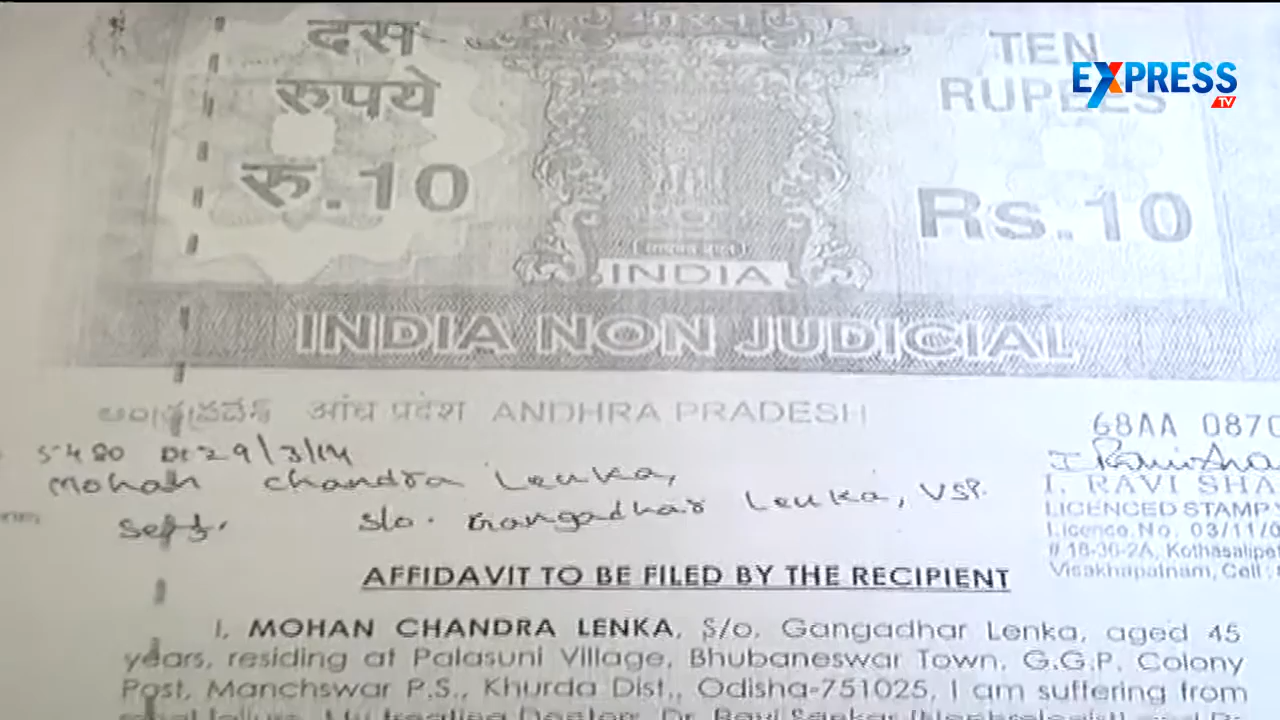 दस
रुपये
रु.10
TEN
RUPEES
Rs.10
EXPRESS
TV
INDIA
INDIA NON JUDICIAL
ఆంధ్రప్రదేశ్ आंध्र प्रदेश ANDHRA PRADESH
68AA 0870
5480 Dt 29/3/14
Mohan Chandra Lenka,
S/o. Gangadhar Lenka, VSP.
Self.
I. RAVI SHA
LICENCED STAMP
Licence.No. 03/11/0
# 18-36-2A, Kothasalipet
Visakhapatnam, Cell :
AFFIDAVIT TO BE FILED BY THE RECIPIENT
I, MOHAN CHANDRA LENKA, S/o. Gangadhar Lenka, aged 45
years, residing at Palasuni Village, Bhubaneswar Town, G.G.P. Colony
Post, Manchswar P.S., Khurda Dist., Odisha-751025, I am suffering from